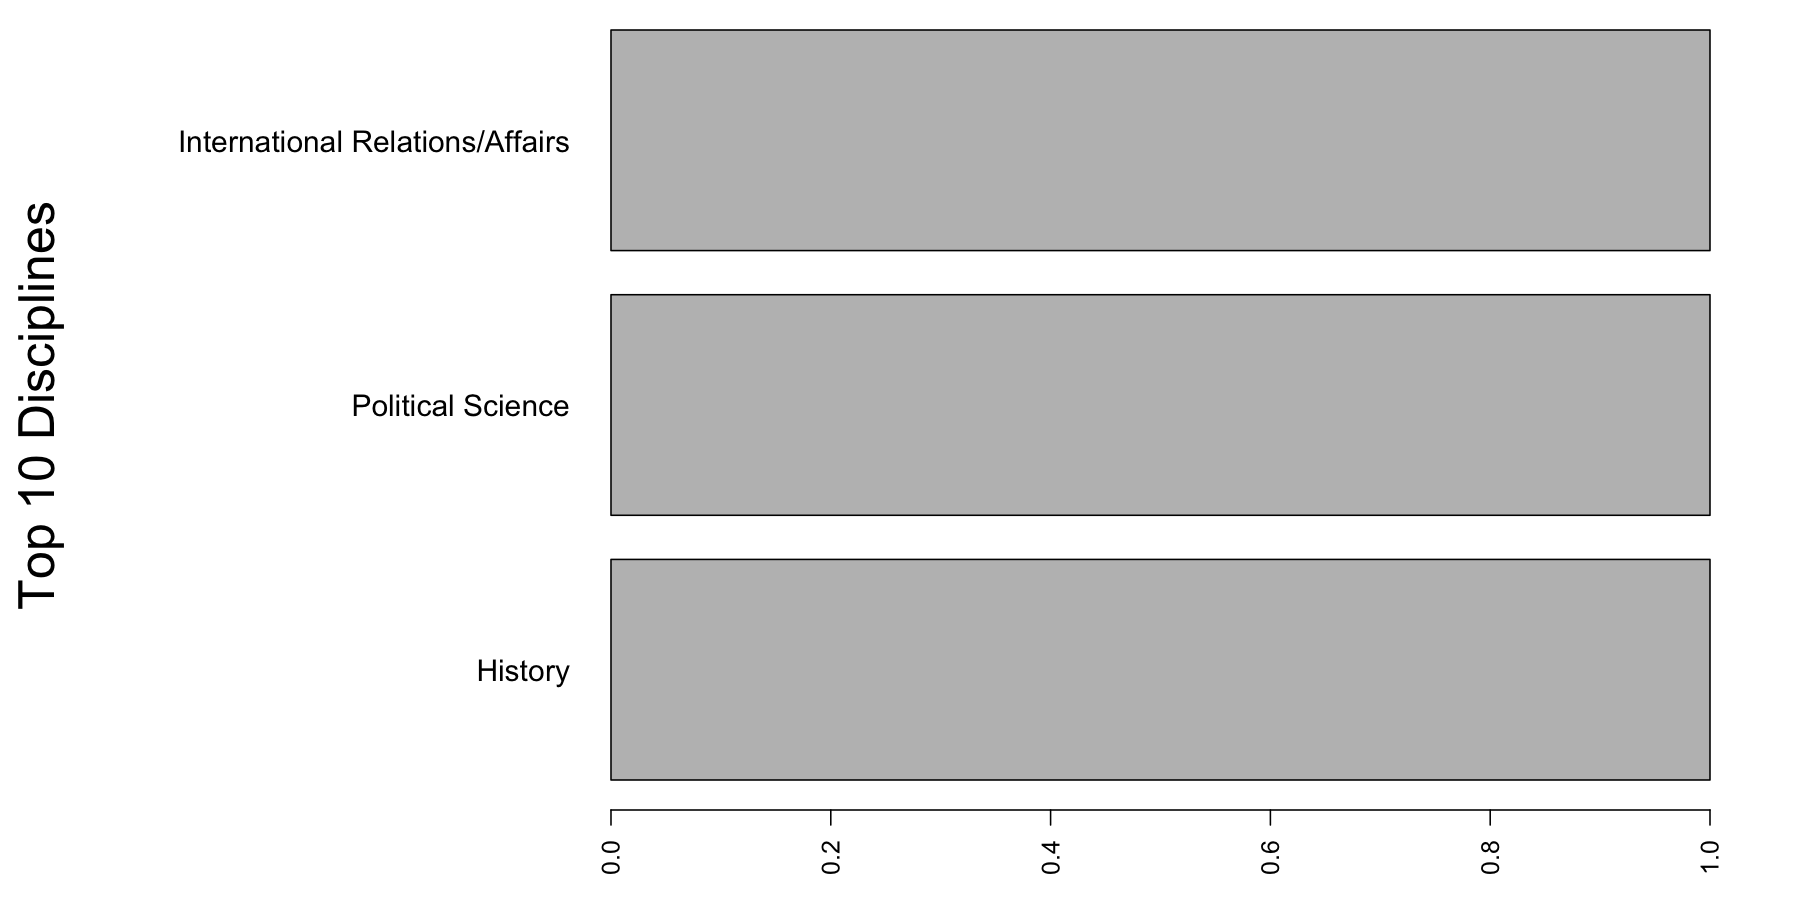 Top 10 Disciplines
International Relations/Affairs
Political Science
History
0.0
0.2
0.4
0.6
0.8
1.0